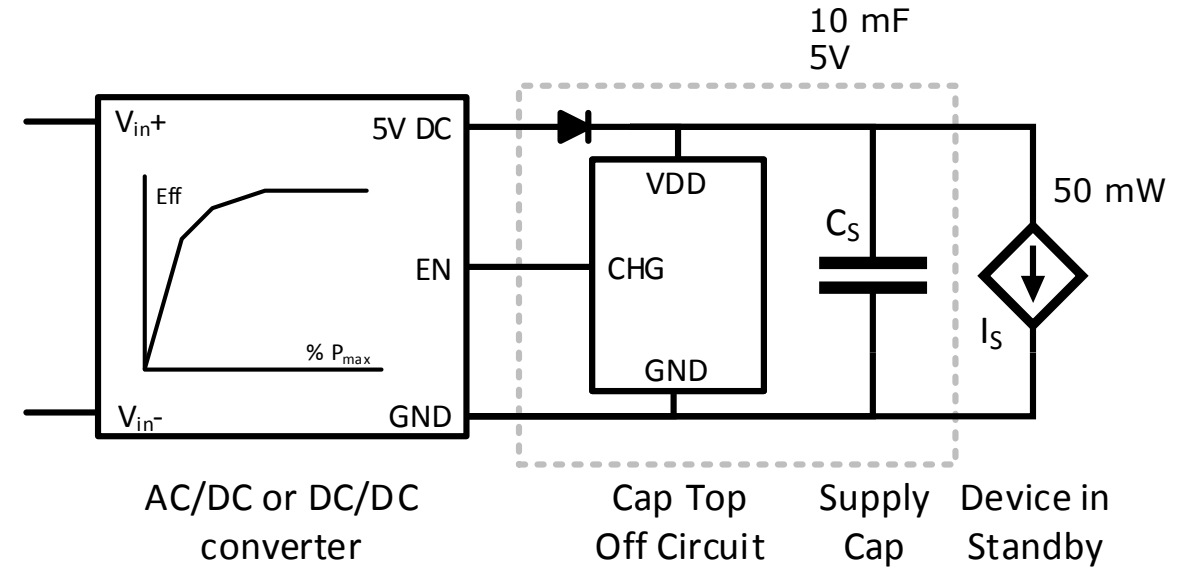 10 mF
5V
Vin+
5V DC
Eff
VDD
50 mW
CS
EN
CHG
IS
% Pmax
GND
Vin-
GND
AC/DC or DC/DC
converter
Cap Top
Off Circuit
Supply
Cap
Device in
Standby